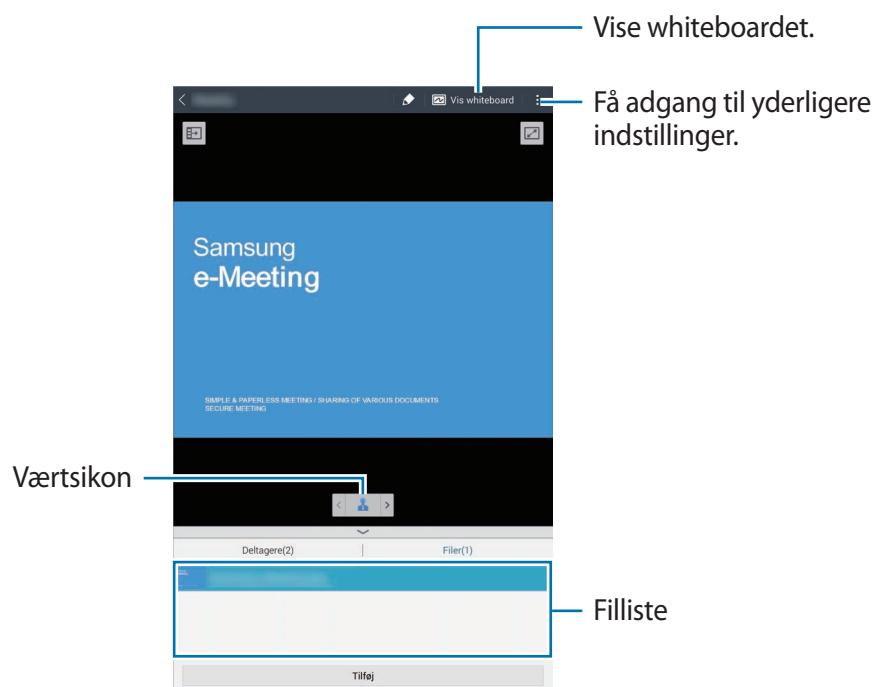 Vise whiteboardet.
Vis whiteboard
Få adgang til yderligere
indstillinger.
Samsung
e-Meeting
SIMPLE & PAPERLESS MEETING / SHARING OF VARIOUS DOCUMENTS
SECURE MEETING
Værtsikon
Deltagere(2)
Filer(1)
Filliste
Tilføj